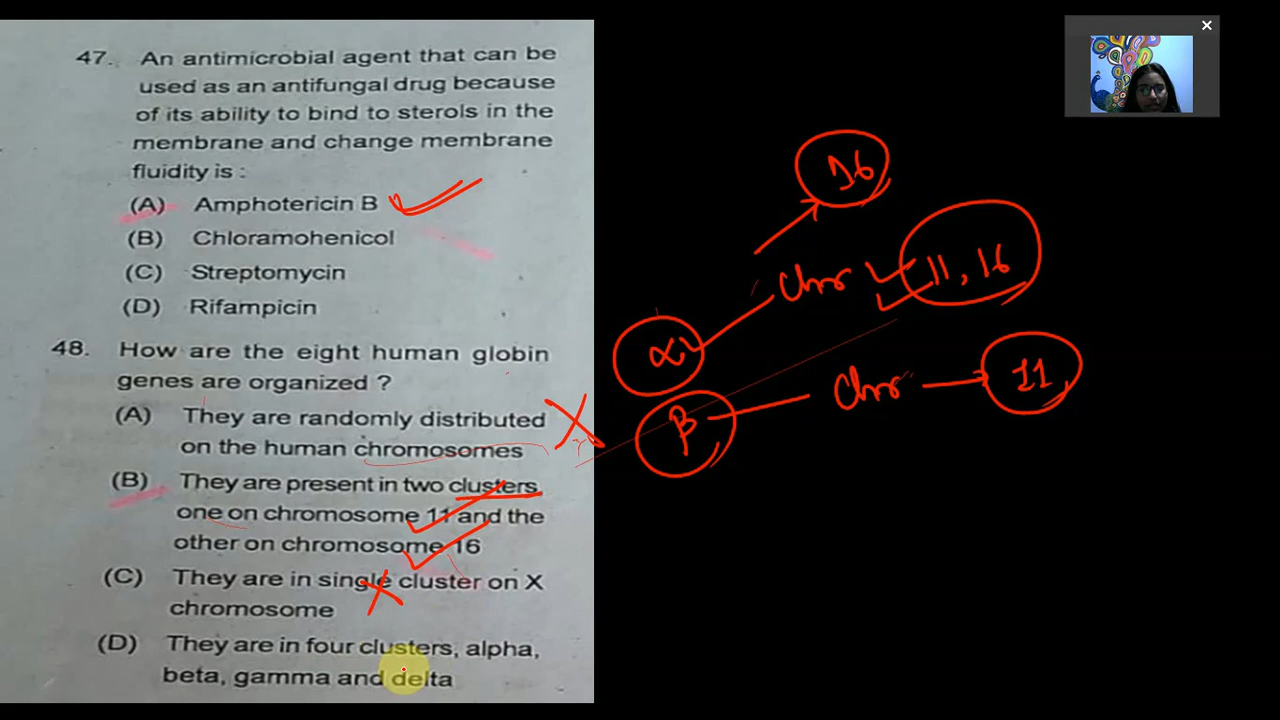 47. An antimicrobial agent that can be
used as an antifungal drug because
of its ability to bind to sterols in the
membrane and change membrane
fluidity is :
(A) Amphotericin B
(B) Chloramohenicol
(C) Streptomycin
(D) Rifampicin
48. How are the eight human globin
genes are organized ?
(A) They are randomly distributed
on the human chromosomes
(B) They are present in two clusters,
one on chromosome 11 and the
other on chromosome 16
(C) They are in single cluster on X
chromosome
(D) They are in four clusters, alpha,
beta, gamma and delta
16
Chr 11, 16
α
β Chr 11